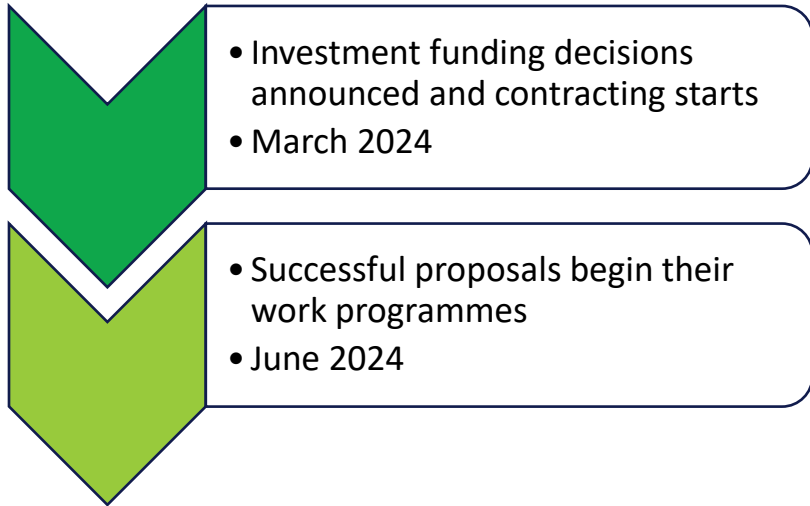 • Investment funding decisions
announced and contracting starts
• March 2024
• Successful proposals begin their
work programmes
• June 2024